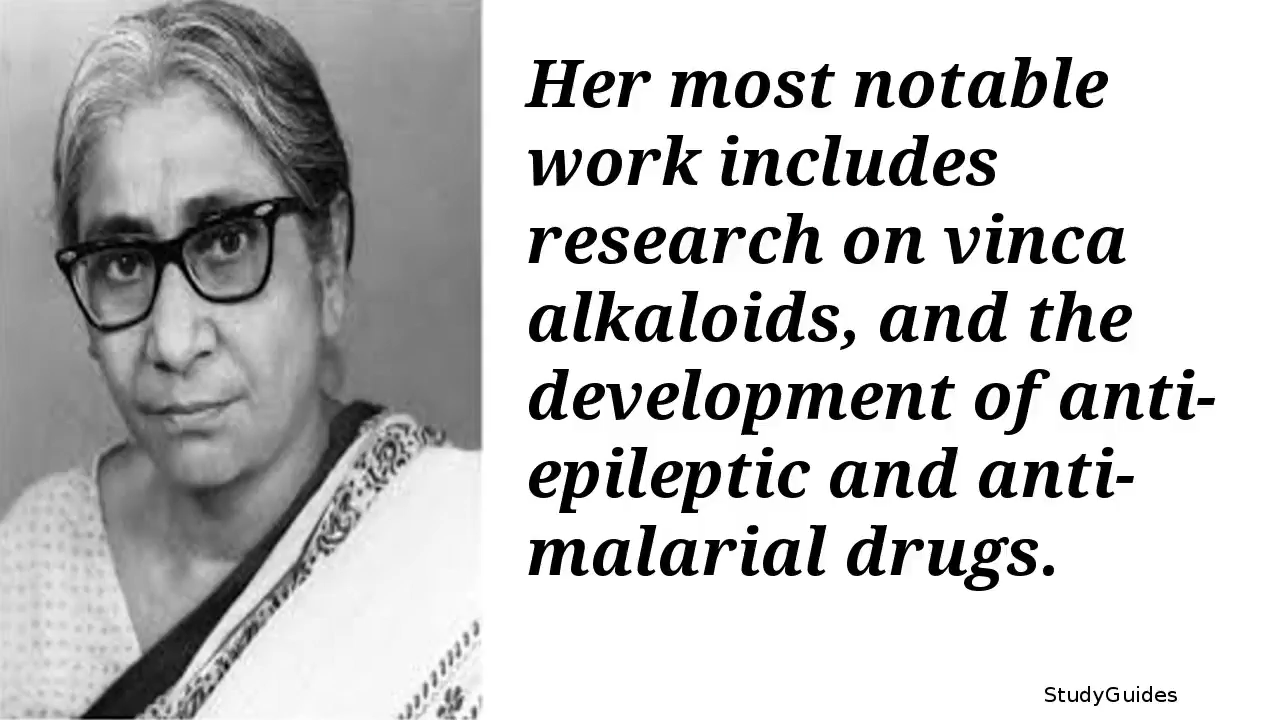 Her most notable
work includes
research on vinca
alkaloids, and the
development of anti-
epileptic and anti-
malarial drugs.
StudyGuides